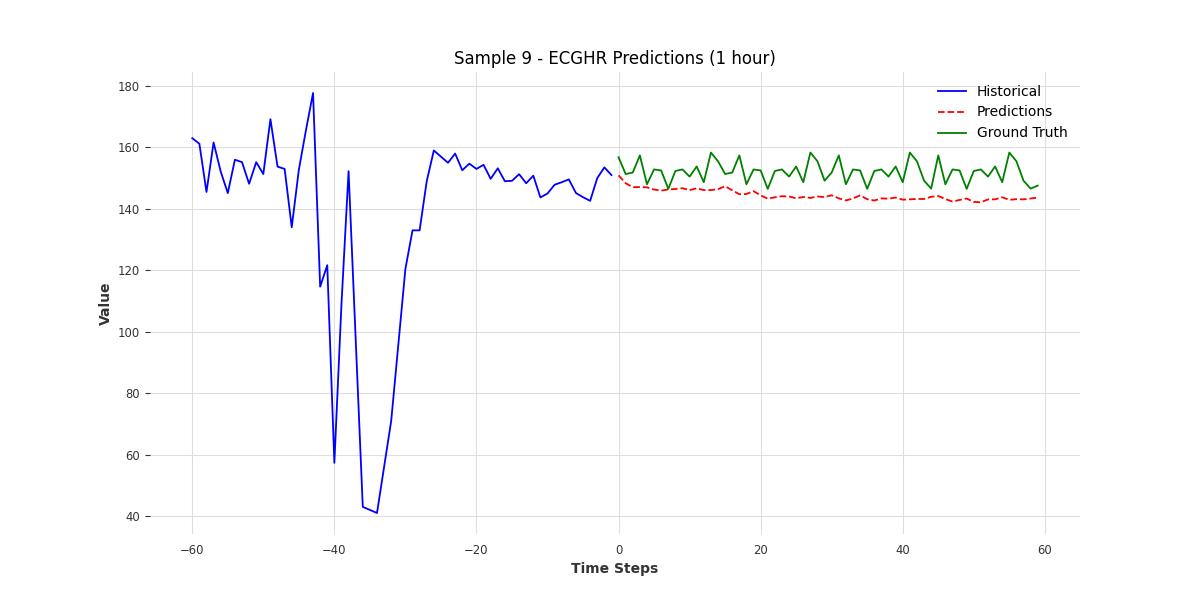 Sample 9 - ECGHR Predictions (1 hour)
Historical
Predictions
Ground Truth
Value
180
160
140
120
100
80
60
40
−60
−40
−20
0
20
40
60
Time Steps